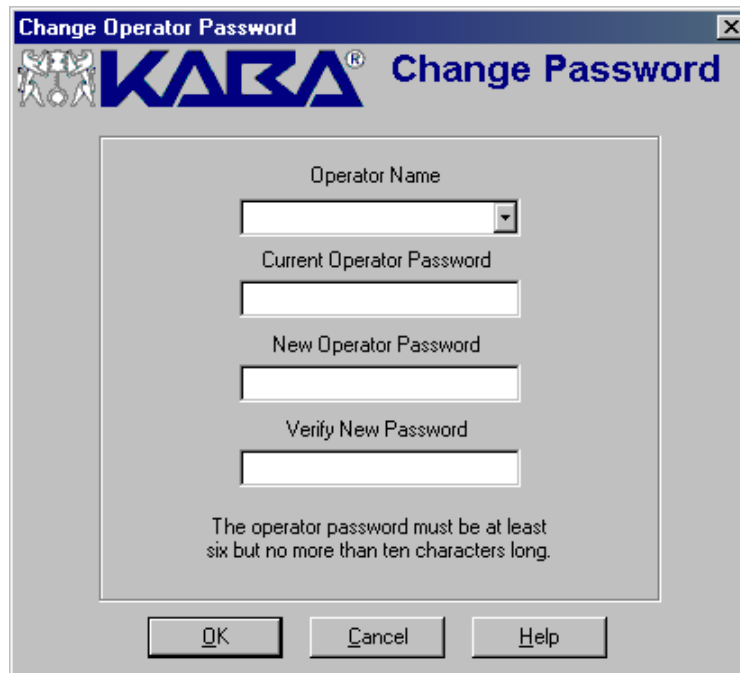 Change Operator Password
KABA® Change Password
Operator Name
Current Operator Password
New Operator Password
Verify New Password
The operator password must be at least
six but no more than ten characters long.
OK Cancel Help